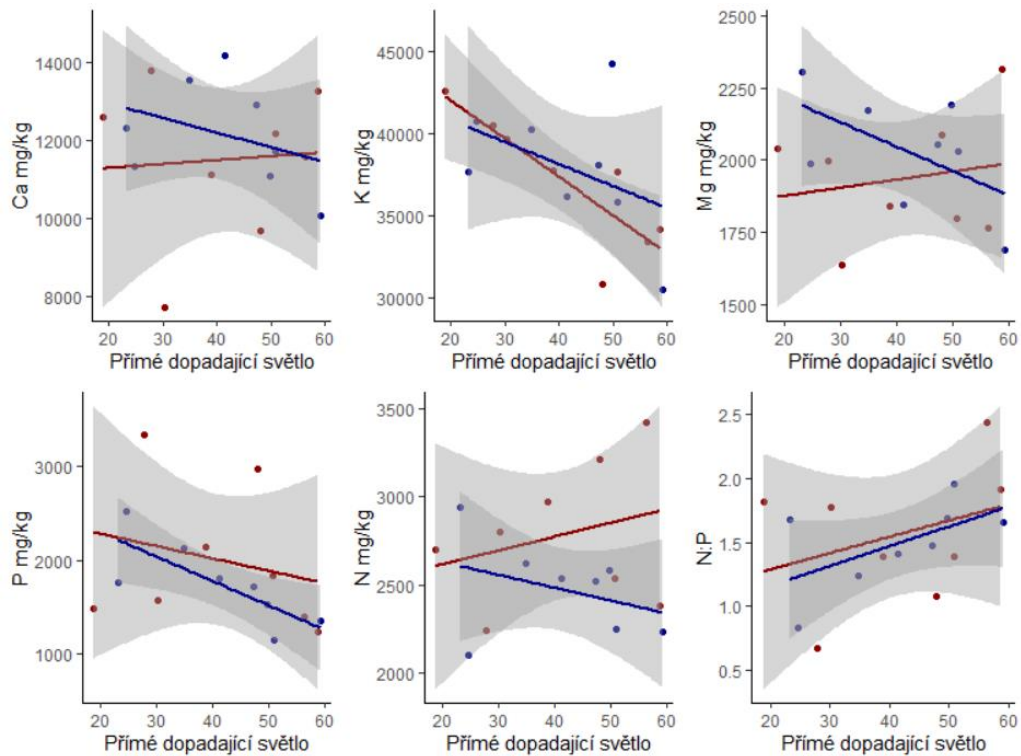 Ca mg/kg
14000
12000
10000
8000
20 30 40 50 60
Přímé dopadající světlo
K mg/kg
45000
40000
35000
30000
20 30 40 50 60
Přímé dopadající světlo
Mg mg/kg
2500
2250
2000
1750
1500
20 30 40 50 60
Přímé dopadající světlo
P mg/kg
3000
2000
1000
20 30 40 50 60
Přímé dopadající světlo
N mg/kg
3500
3000
2500
2000
20 30 40 50 60
Přímé dopadající světlo
N:P
2.5
2.0
1.5
1.0
0.5
20 30 40 50 60
Přímé dopadající světlo